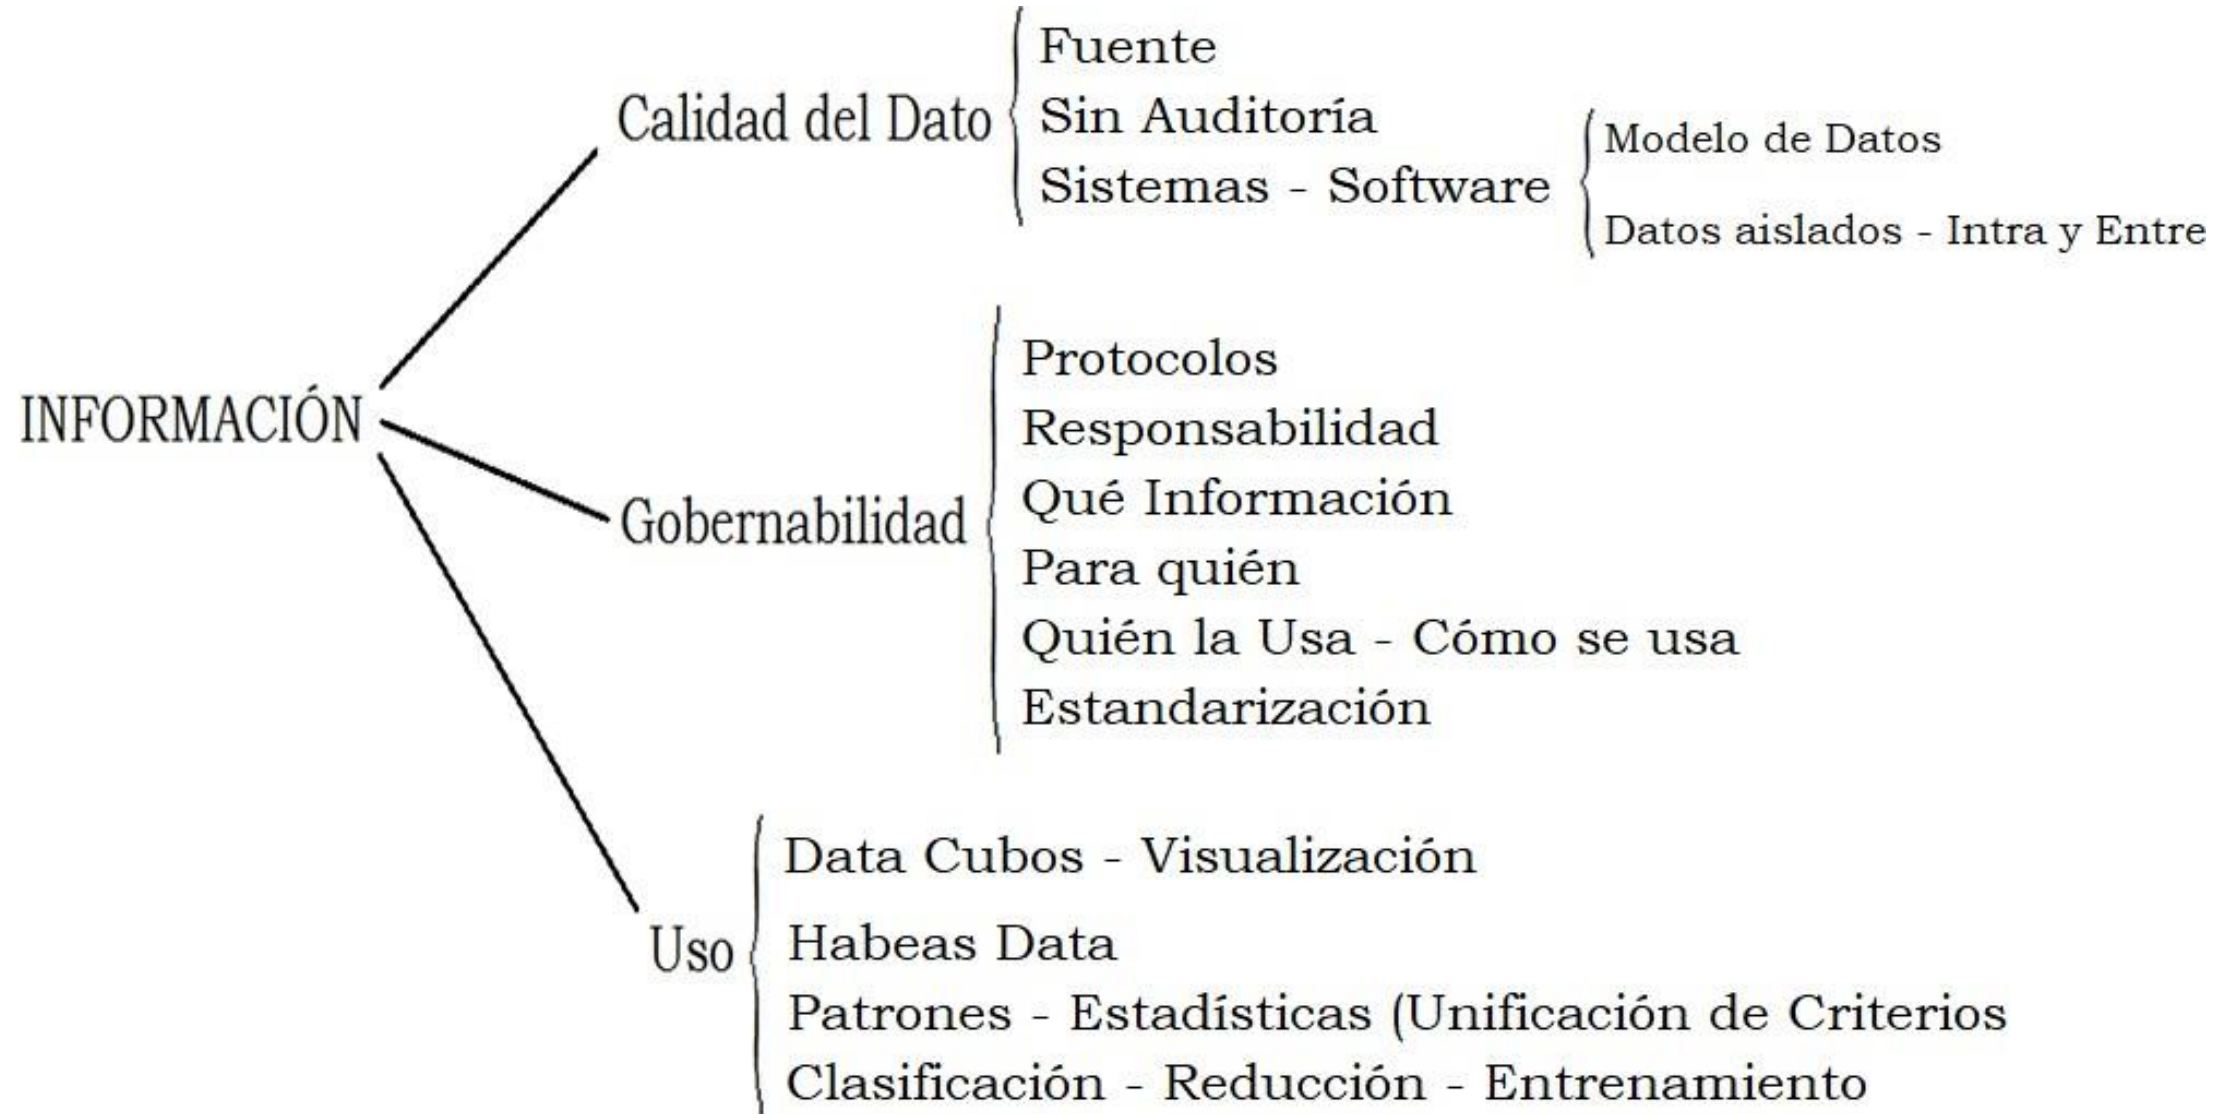 Calidad del Dato
Fuente
Sin Auditoría
Sistemas - Software
Modelo de Datos
Datos aislados - Intra y Entre
INFORMACIÓN
Gobernabilidad
Protocolos
Responsabilidad
Qué Información
Para quién
Quién la Usa - Cómo se usa
Estandarización
Uso
Data Cubos - Visualización
Habeas Data
Patrones - Estadísticas (Unificación de Criterios
Clasificación - Reducción - Entrenamiento